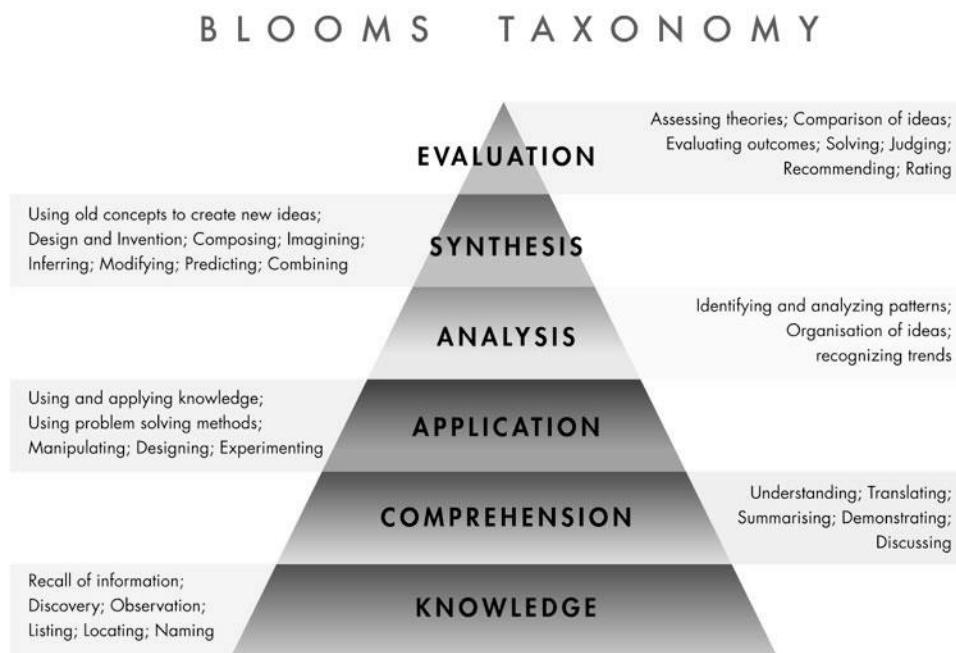 BLOOMS TAXONOMY
EVALUATION
Assessing theories; Comparison of ideas;
Evaluating outcomes; Solving; Judging;
Recommending; Rating
Using old concepts to create new ideas;
Design and Invention; Composing; Imagining;
Inferring; Modifying; Predicting; Combining
SYNTHESIS
ANALYSIS
Identifying and analyzing patterns;
Organisation of ideas;
recognizing trends
Using and applying knowledge;
Using problem solving methods;
Manipulating; Designing; Experimenting
APPLICATION
COMPREHENSION
Understanding; Translating;
Summarising; Demonstrating;
Discussing
Recall of information;
Discovery; Observation;
Listing; Locating; Naming
KNOWLEDGE